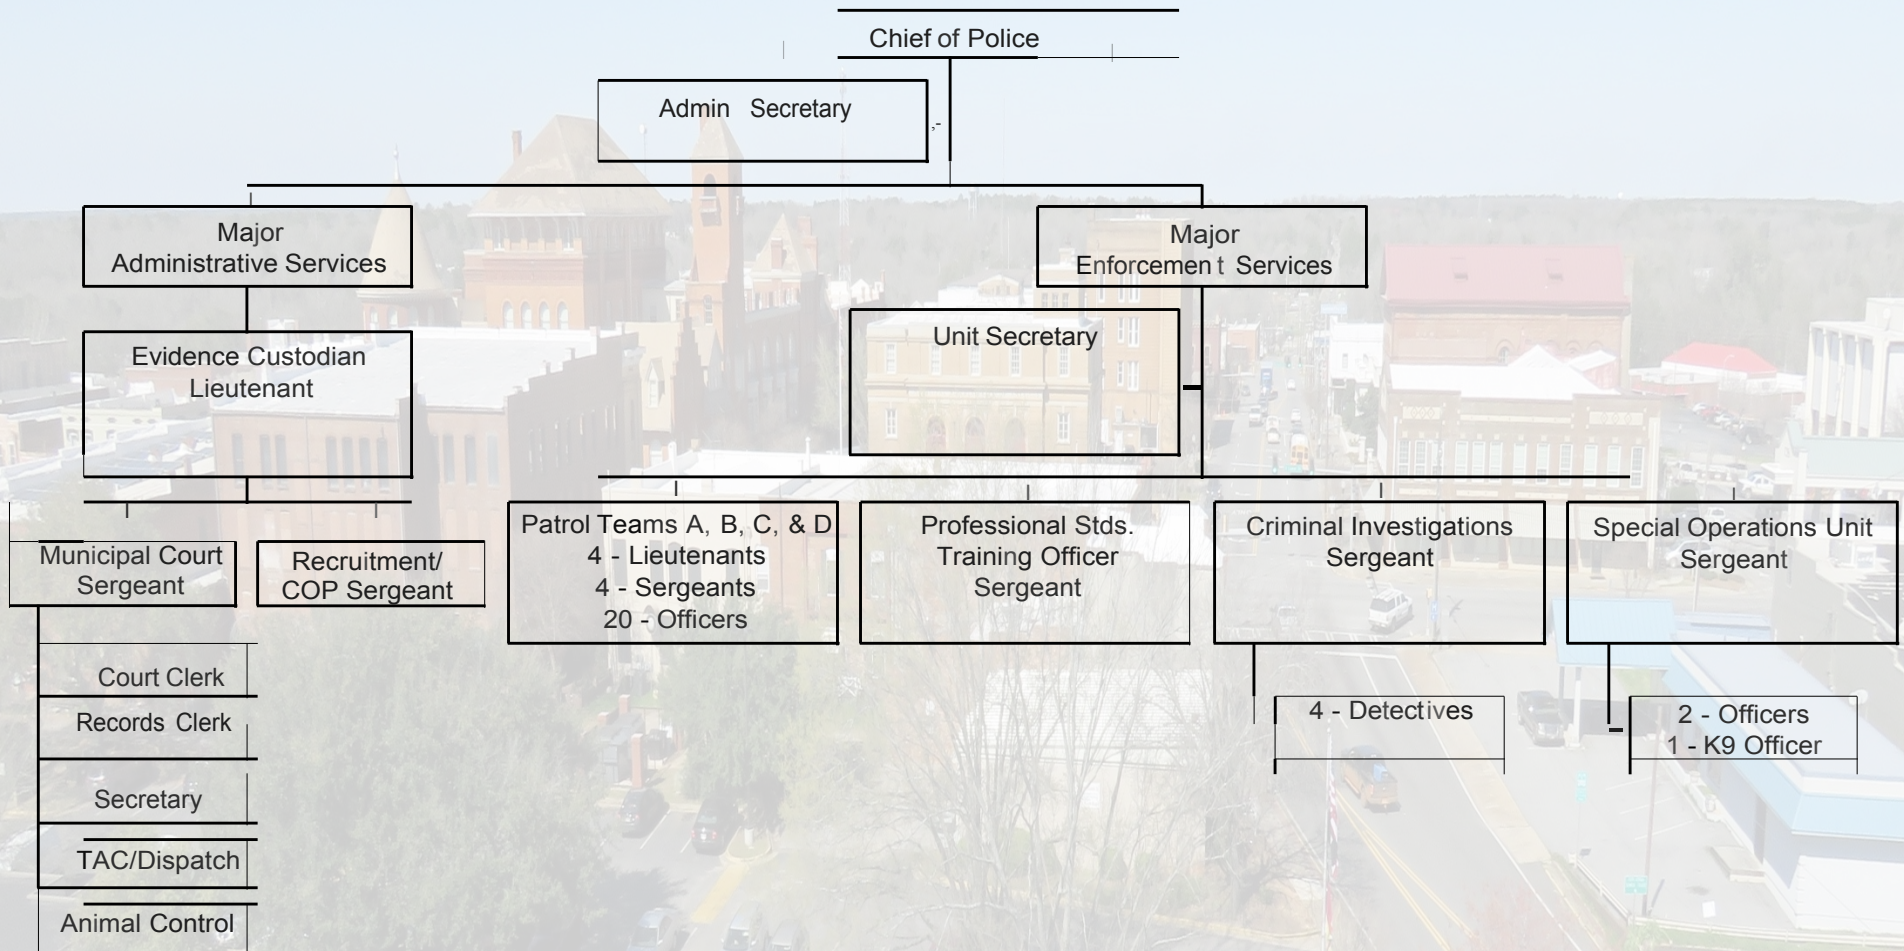 Chief of Police
Admin Secretary
Major
Administrative Services
Major
Enforcement Services
Evidence Custodian
Lieutenant
Unit Secretary
Municipal Court
Sergeant
Recruitment/
COP Sergeant
Patrol Teams A, B, C, & D
4 - Lieutenants
4 - Sergeants
20 - Officers
Professional Stds.
Training Officer
Sergeant
Criminal Investigations
Sergeant
Special Operations Unit
Sergeant
Court Clerk
Records Clerk
Secretary
TAC/Dispatch
Animal Control
4 - Detectives
2 - Officers
1 - K9 Officer